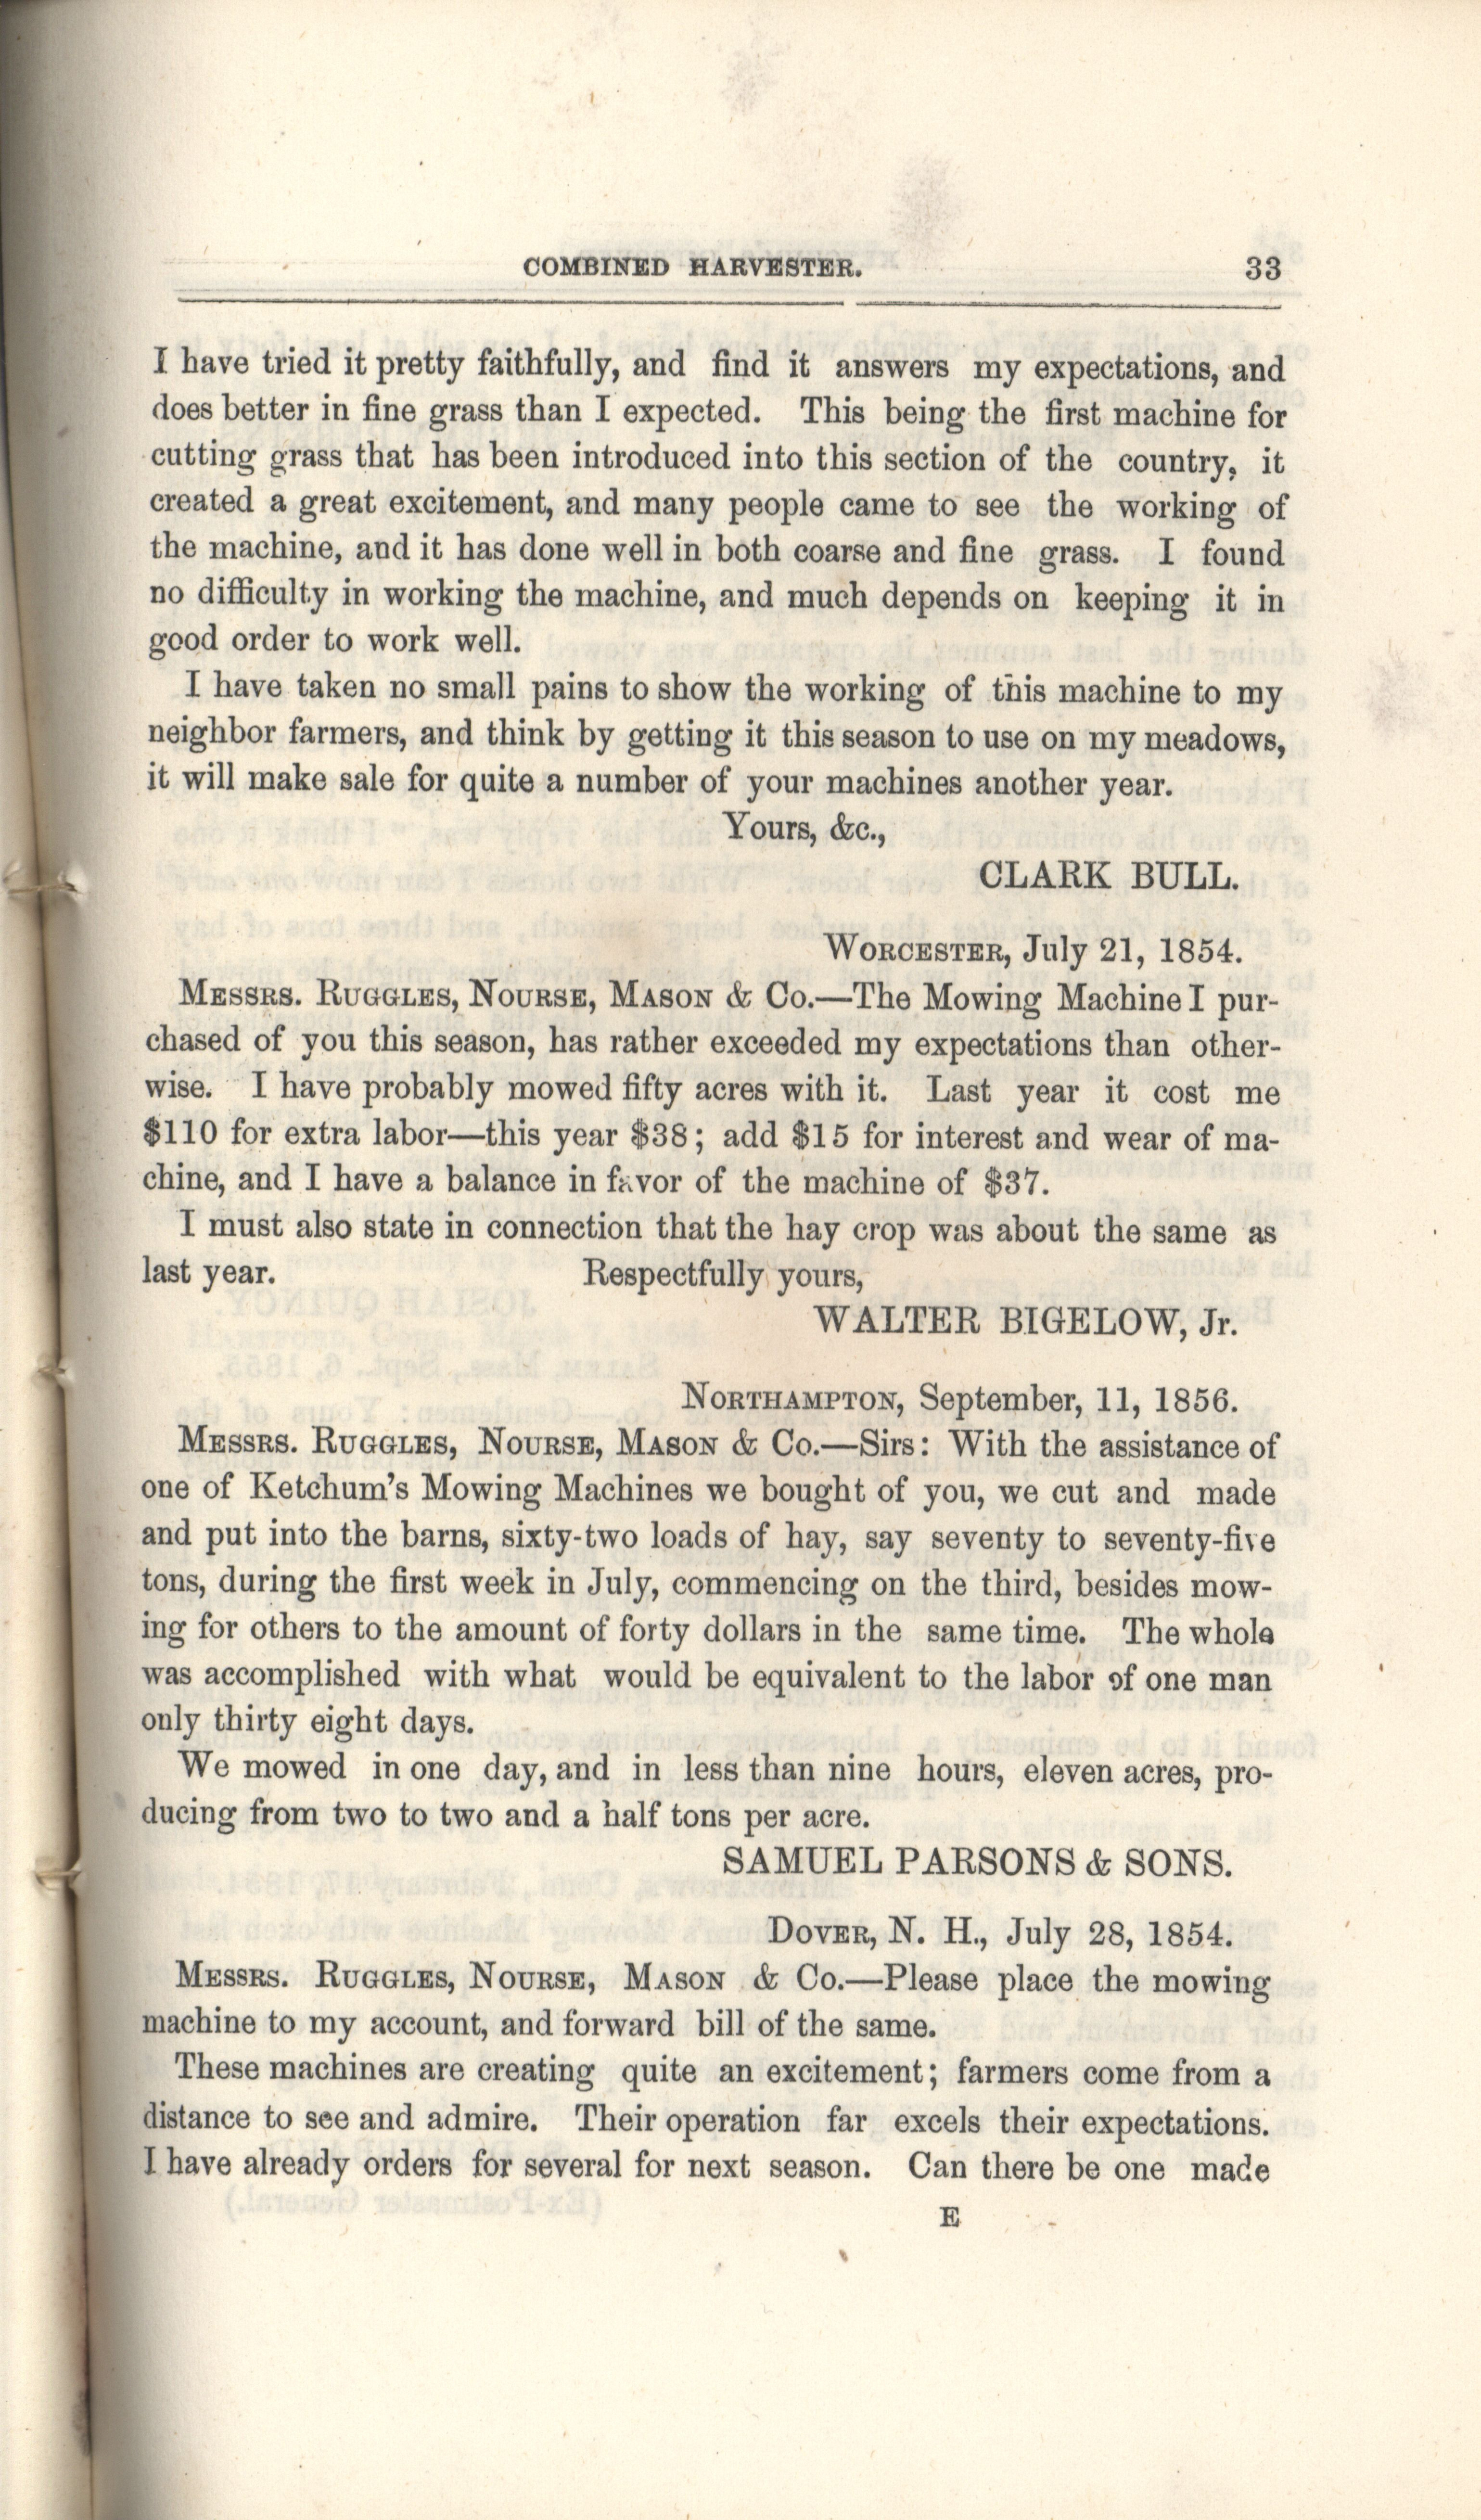 COMBINED HARVESTER. 33
I have tried it pretty faithfully, and find it answers my expectations, and
does better in fine grass than I expected. This being the first machine for
cutting grass that has been introduced into this section of the country, it
created a great excitement, and many people came to see the working of
the machine, and it has done well in both coarse and fine grass. I found
no difficulty in working the machine, and much depends on keeping it in
good order to work well.
I have taken no small pains to show the working of this machine to my
neighbor farmers, and think by getting it this season to use on my meadows,
it will make sale for quite a number of your machines another year.
Yours, &c.,
CLARK BULL.
WORCESTER, July 21, 1854.
MESSRS. RUGGLES, NOURSE, MASON & Co.—The Mowing Machine I pur-
chased of you this season, has rather exceeded my expectations than other-
wise. I have probably mowed fifty acres with it. Last year it cost me
$110 for extra labor—this year $38; add $15 for interest and wear of ma-
chine, and I have a balance in favor of the machine of $37.
I must also state in connection that the hay crop was about the same as
last year. Respectfully yours,
WALTER BIGELOW, Jr.
NORTHAMPTON, September, 11, 1856.
MESSRS. RUGGLES, NOURSE, MASON & Co.—Sirs: With the assistance of
one of Ketchum's Mowing Machines we bought of you, we cut and made
and put into the barns, sixty-two loads of hay, say seventy to seventy-five
tons, during the first week in July, commencing on the third, besides mow-
ing for others to the amount of forty dollars in the same time. The whole
was accomplished with what would be equivalent to the labor of one man
only thirty eight days.
We mowed in one day, and in less than nine hours, eleven acres, pro-
ducing from two to two and a half tons per acre.
SAMUEL PARSONS & SONS.
DOVER, N. H., July 28, 1854.
MESSRS. RUGGLES, NOURSE, MASON & Co.—Please place the mowing
machine to my account, and forward bill of the same.
These machines are creating quite an excitement; farmers come from a
distance to see and admire. Their operation far excels their expectations.
I have already orders for several for next season. Can there be one made
E